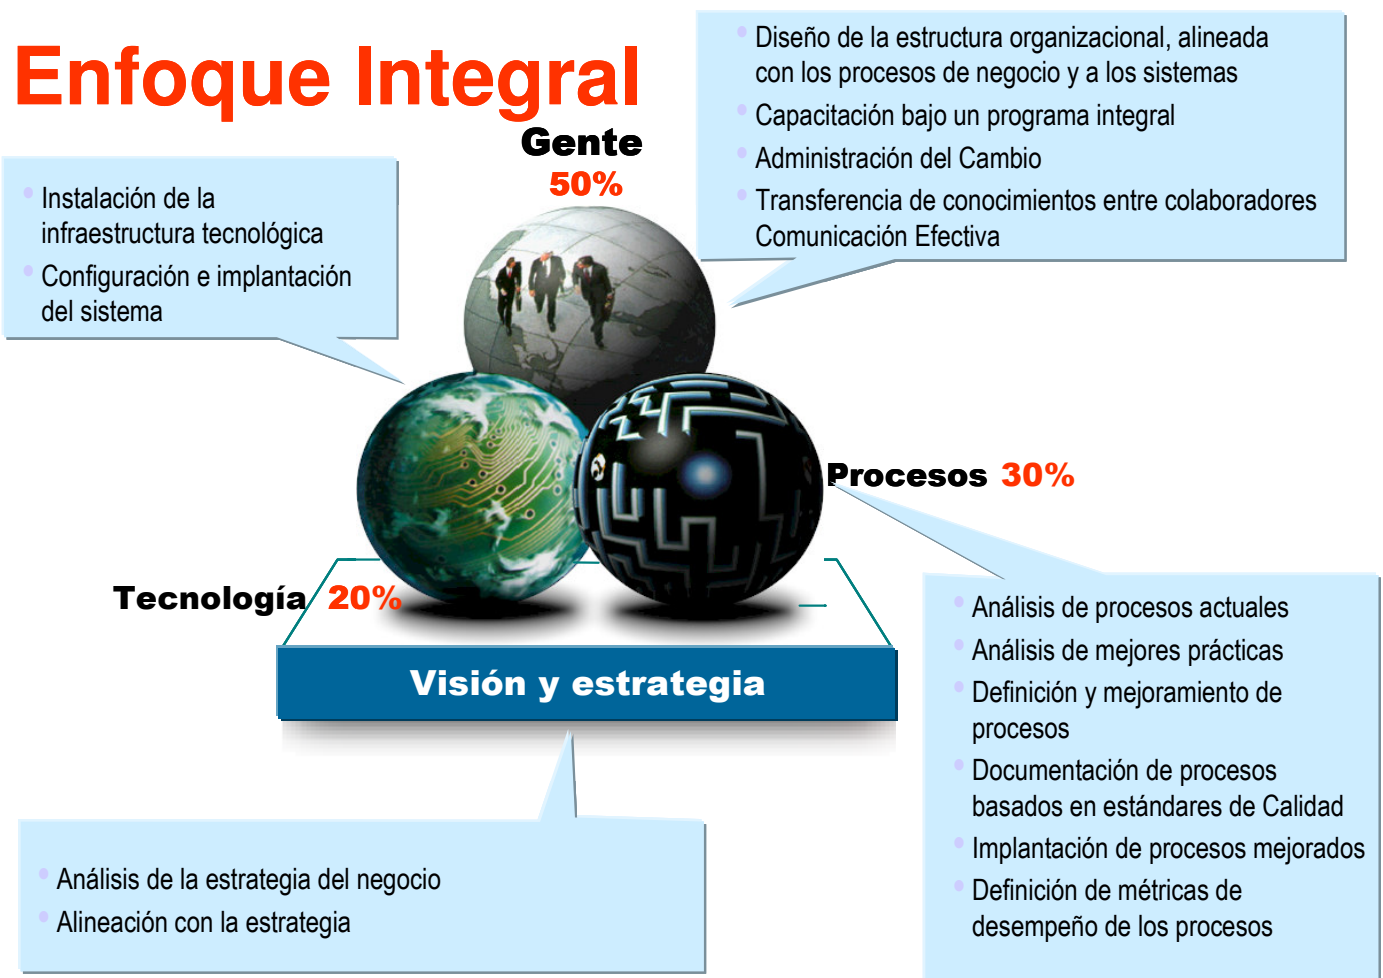 Enfoque Integral
Gente
50%
Diseño de la estructura organizacional, alineada
con los procesos de negocio y a los sistemas
Capacitación bajo un programa integral
Administración del Cambio
Transferencia de conocimientos entre colaboradores
Comunicación Efectiva
Instalación de la
infraestructura tecnológica
Configuración e implantación
del sistema
Procesos 30%
Tecnología 20%
Visión y estrategia
Análisis de procesos actuales
Análisis de mejores prácticas
Definición y mejoramiento de
procesos
Documentación de procesos
basados en estándares de Calidad
Implantación de procesos mejorados
Definición de métricas de
desempeño de los procesos
Análisis de la estrategia del negocio
Alineación con la estrategia